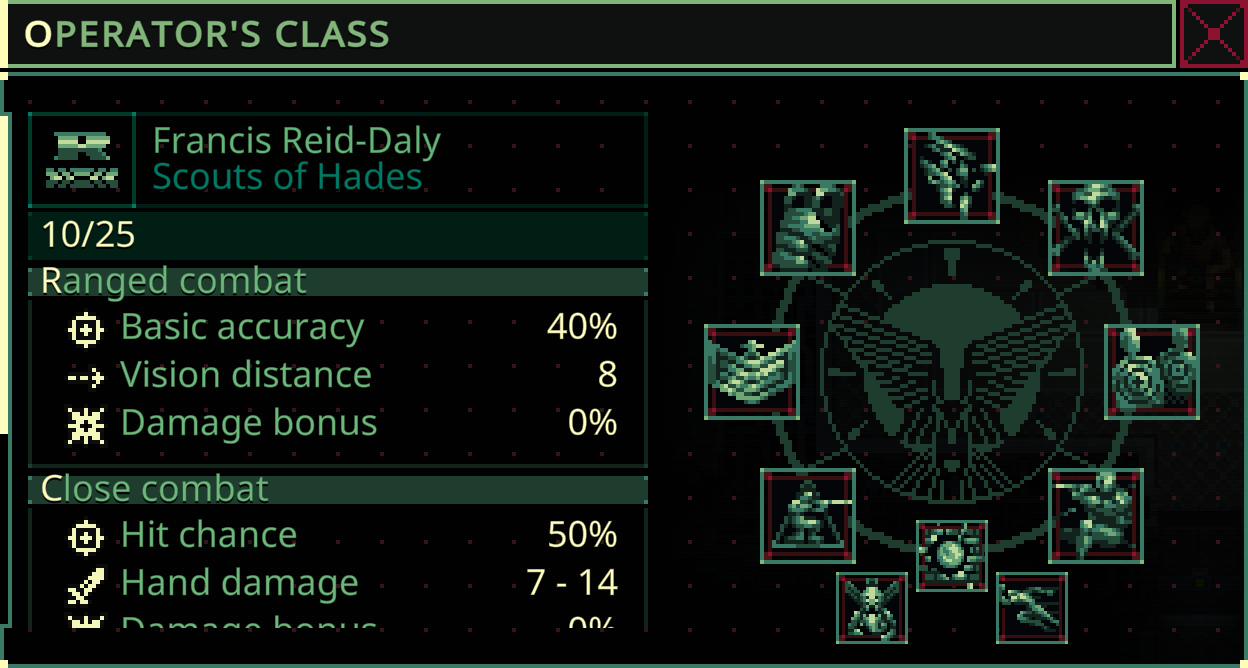 OPERATOR'S CLASS
Francis Reid-Daly
Scouts of Hades
10/25
Ranged combat
Basic accuracy 40%
Vision distance 8
Damage bonus 0%
Close combat
Hit chance 50%
Hand damage 7 - 14
Damage bonus 0%